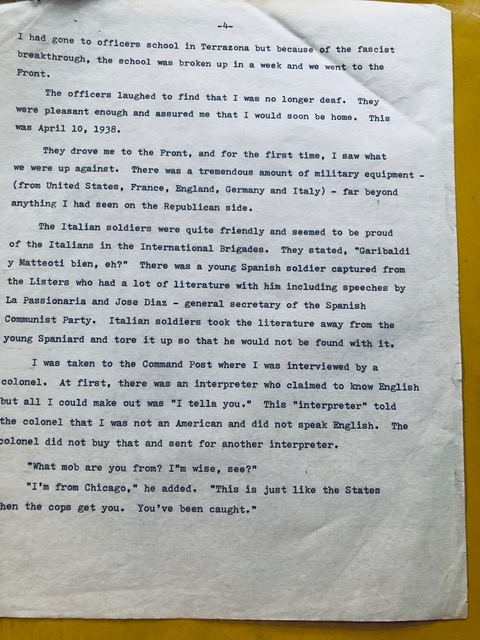 -4-
I had gone to officers school in Terrazona but because of the fascist
breakthrough, the school was broken up in a week and we went to the
Front.
The officers laughed to find that I was no longer deaf. They
were pleasant enough and assured me that I would soon be home. This
was April 10, 1938.
They drove me to the Front, and for the first time, I saw what
we were up against. There was a tremendous amount of military equipment -
(from United States, France, England, Germany and Italy) - far beyond
anything I had seen on the Republican side.
The Italian soldiers were quite friendly and seemed to be proud
of the Italians in the International Brigades. They stated, "Garibaldi
y Matteoti bien, eh?" There was a young Spanish soldier captured from
the Listers who had a lot of literature with him including speeches by
La Passionaria and Jose Diaz - general secretary of the Spanish
Communist Party. Italian soldiers took the literature away from the
young Spaniard and tore it up so that he would not be found with it.
I was taken to the Command Post where I was interviewed by a
colonel. At first, there was an interpreter who claimed to know English
but all I could make out was "I tella you." This "interpreter" told
the colonel that I was not an American and did not speak English. The
colonel did not buy that and sent for another interpreter.
"What mob are you from? I"m wise, see?"
"I'm from Chicago," he added. "This is just like the States
hen the cops get you. You've been caught."